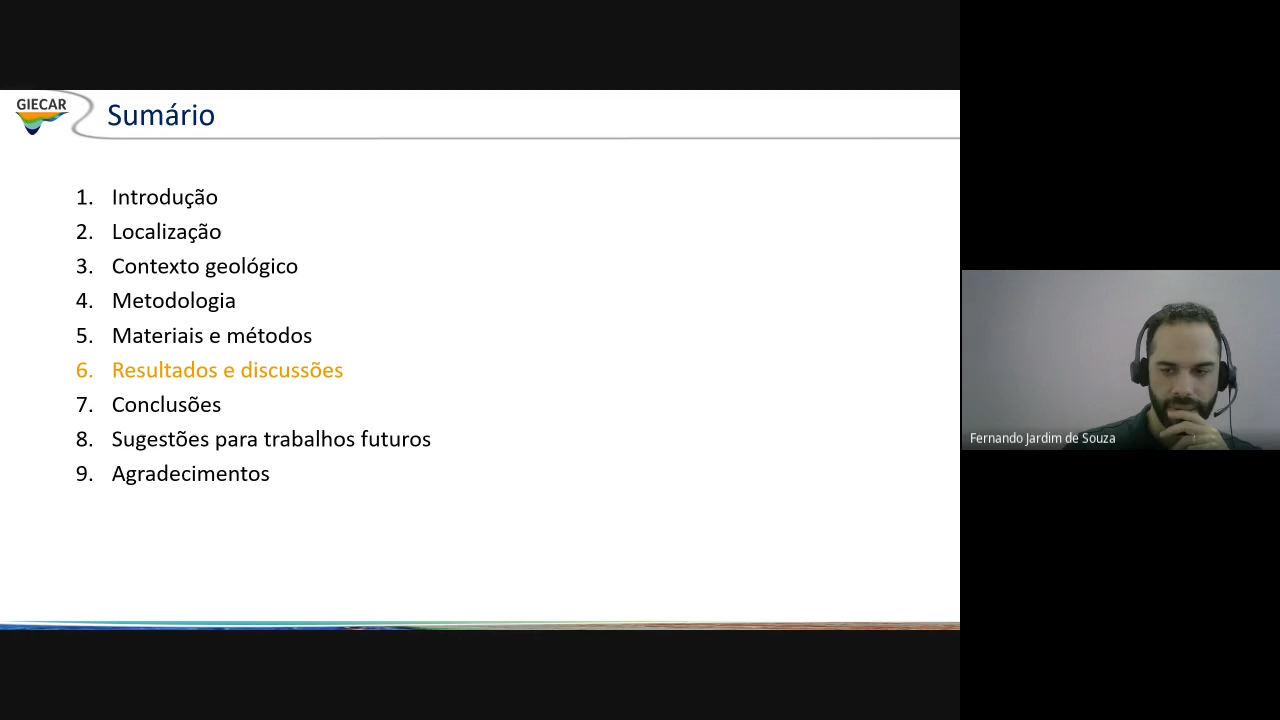 GIECAR
Sumário
1. Introdução
2. Localização
3. Contexto geológico
4. Metodologia
5. Materiais e métodos
6. Resultados e discussões
7. Conclusões
8. Sugestões para trabalhos futuros
9. Agradecimentos
Fernando Jardim de Souza